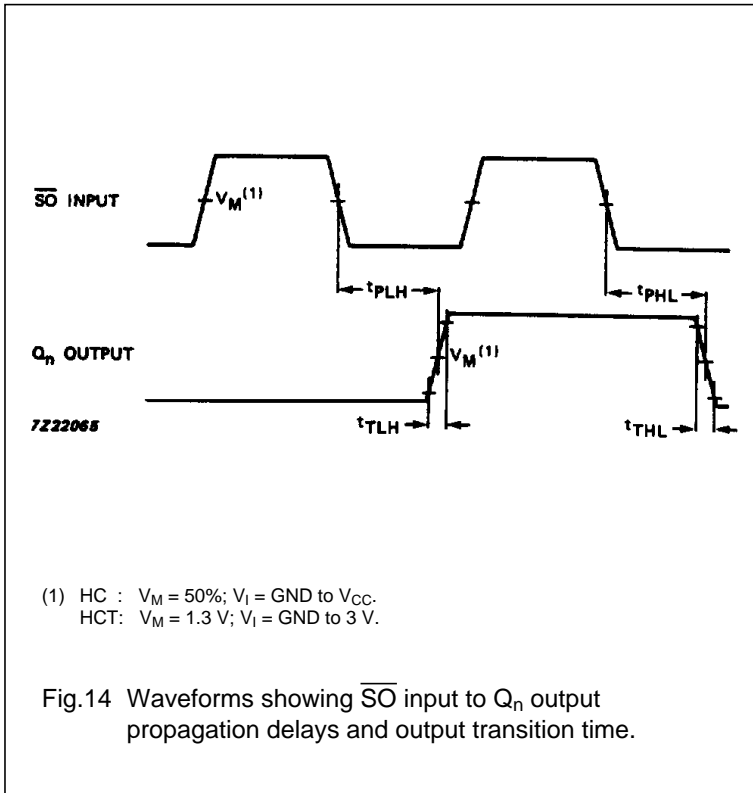 S̅O̅ INPUT
V_M(1)
t_PLH
t_PHL
Q_n OUTPUT
V_M(1)
7Z22065
t_TLH
t_THL
(1) HC : V_M = 50%; V_I = GND to V_CC.
HCT: V_M = 1.3 V; V_I = GND to 3 V.
Fig.14 Waveforms showing S̅O̅ input to Q_n output
propagation delays and output transition time.